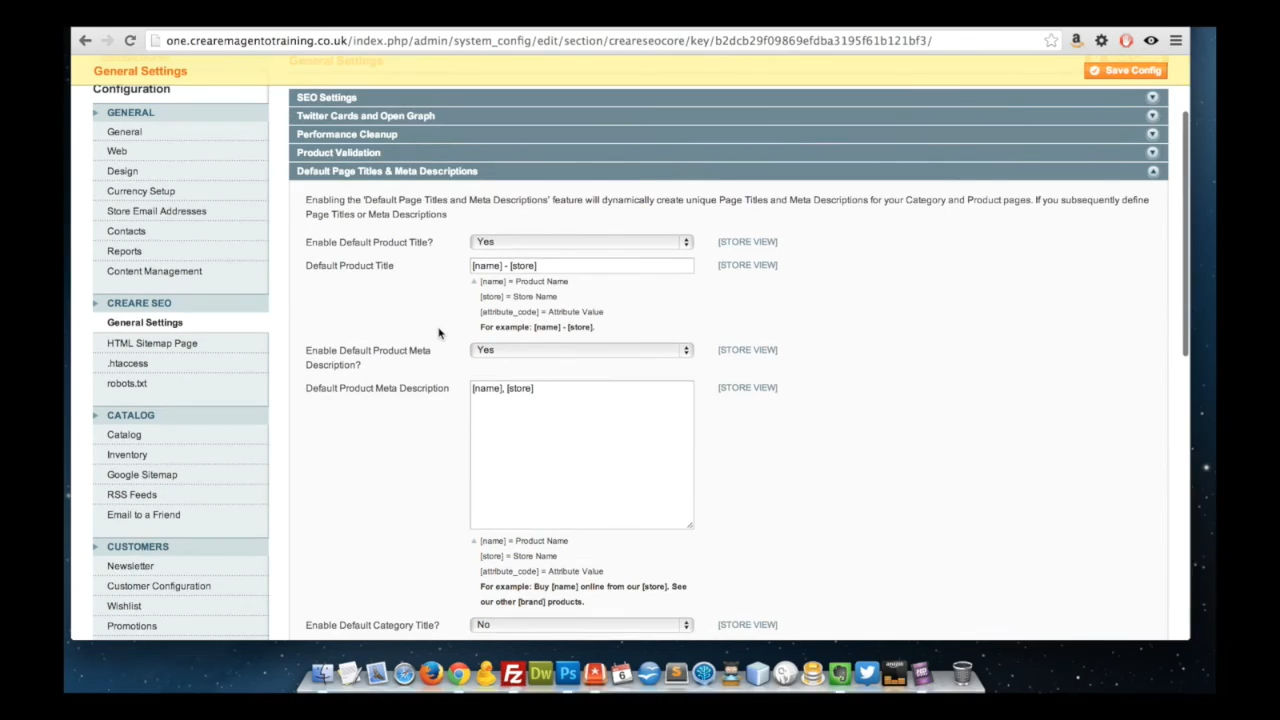 one.crearemagentotraining.co.uk/index.php/admin/system_config/edit/section/creareseocore/key/b2dcb29f09869efdba3195f61b121bf3/
General Settings
General Settings
Save Config
Configuration
GENERAL
General
Web
Design
Currency Setup
Store Email Addresses
Contacts
Reports
Content Management
CREARE SEO
General Settings
HTML Sitemap Page
.htaccess
robots.txt
CATALOG
Catalog
Inventory
Google Sitemap
RSS Feeds
Email to a Friend
CUSTOMERS
Newsletter
Customer Configuration
Wishlist
Promotions
SEO Settings
Twitter Cards and Open Graph
Performance Cleanup
Product Validation
Default Page Titles & Meta Descriptions
Enabling the 'Default Page Titles and Meta Descriptions' feature will dynamically create unique Page Titles and Meta Descriptions for your Category and Product pages. If you subsequently define
Page Titles or Meta Descriptions
Enable Default Product Title? Yes [STORE VIEW]
Default Product Title [name] - [store] [STORE VIEW]
[name] = Product Name
[store] = Store Name
[attribute_code] = Attribute Value
For example: [name] - [store].
Enable Default Product Meta Yes [STORE VIEW]
Description?
Default Product Meta Description [name], [store] [STORE VIEW]
[name] = Product Name
[store] = Store Name
[attribute_code] = Attribute Value
For example: Buy [name] online from our [store]. See
our other [brand] products.
Enable Default Category Title? No [STORE VIEW]
Dw
Ps
6
S